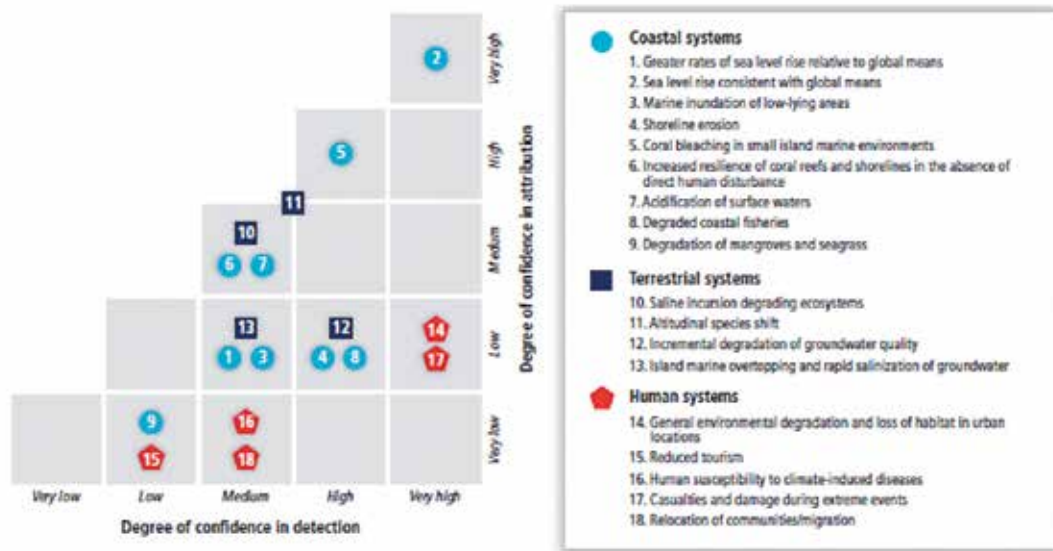 2
Very high
5
High
11
10
6 7
Medium
13 12 14
1 3 4 8 17
Low
9 16
15 18
Very low
Degree of confidence in attribution
Very low Low Medium High Very high
Degree of confidence in detection
Coastal systems
1. Greater rates of sea level rise relative to global means
2. Sea level rise consistent with global means
3. Marine inundation of low-lying areas
4. Shoreline erosion
5. Coral bleaching in small island marine environments
6. Increased resilience of coral reefs and shorelines in the absence of
direct human disturbance
7. Acidification of surface waters
8. Degraded coastal fisheries
9. Degradation of mangroves and seagrass
Terrestrial systems
10. Saline incursion degrading ecosystems
11. Altitudinal species shift
12. Incremental degradation of groundwater quality
13. Island marine overtopping and rapid salinization of groundwater
Human systems
14. General environmental degradation and loss of habitat in urban
locations
15. Reduced tourism
16. Human susceptibility to climate-induced diseases
17. Casualties and damage during extreme events
18. Relocation of communities/migration